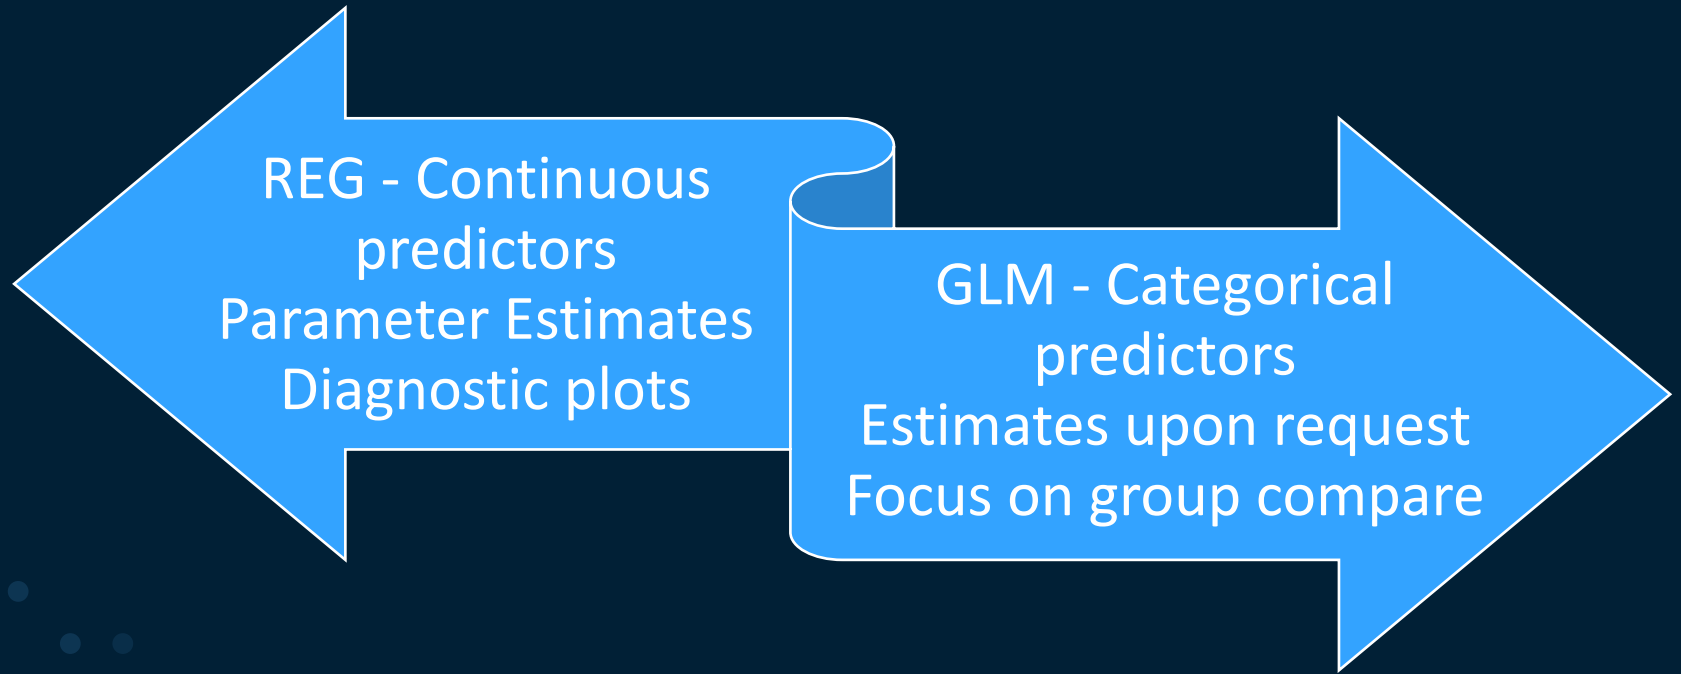 REG - Continuous
predictors
Parameter Estimates
Diagnostic plots
GLM - Categorical
predictors
Estimates upon request
Focus on group compare